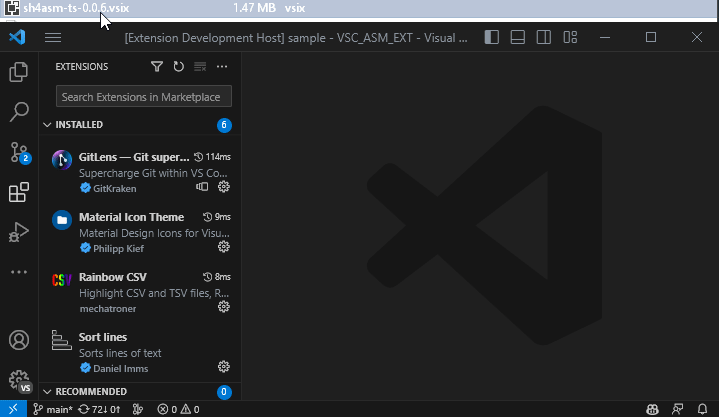 sh4asm-ts-0.0.6.vsix 1.47 MB vsix
[Extension Development Host] sample - VSC_ASM_EXT - Visual ...
EXTENSIONS
Search Extensions in Marketplace
INSTALLED 6
GitLens — Git super... 114ms
Supercharge Git within VS Co...
GitKraken
2
Material Icon Theme 9ms
Material Design Icons for Visu...
Philipp Kief
CSV
Rainbow CSV 8ms
Highlight CSV and TSV files, R...
mechatroner
Sort lines
Sorts lines of text
Daniel Imms
VS
RECOMMENDED 0
main* 72↓ 0↑ 0 0